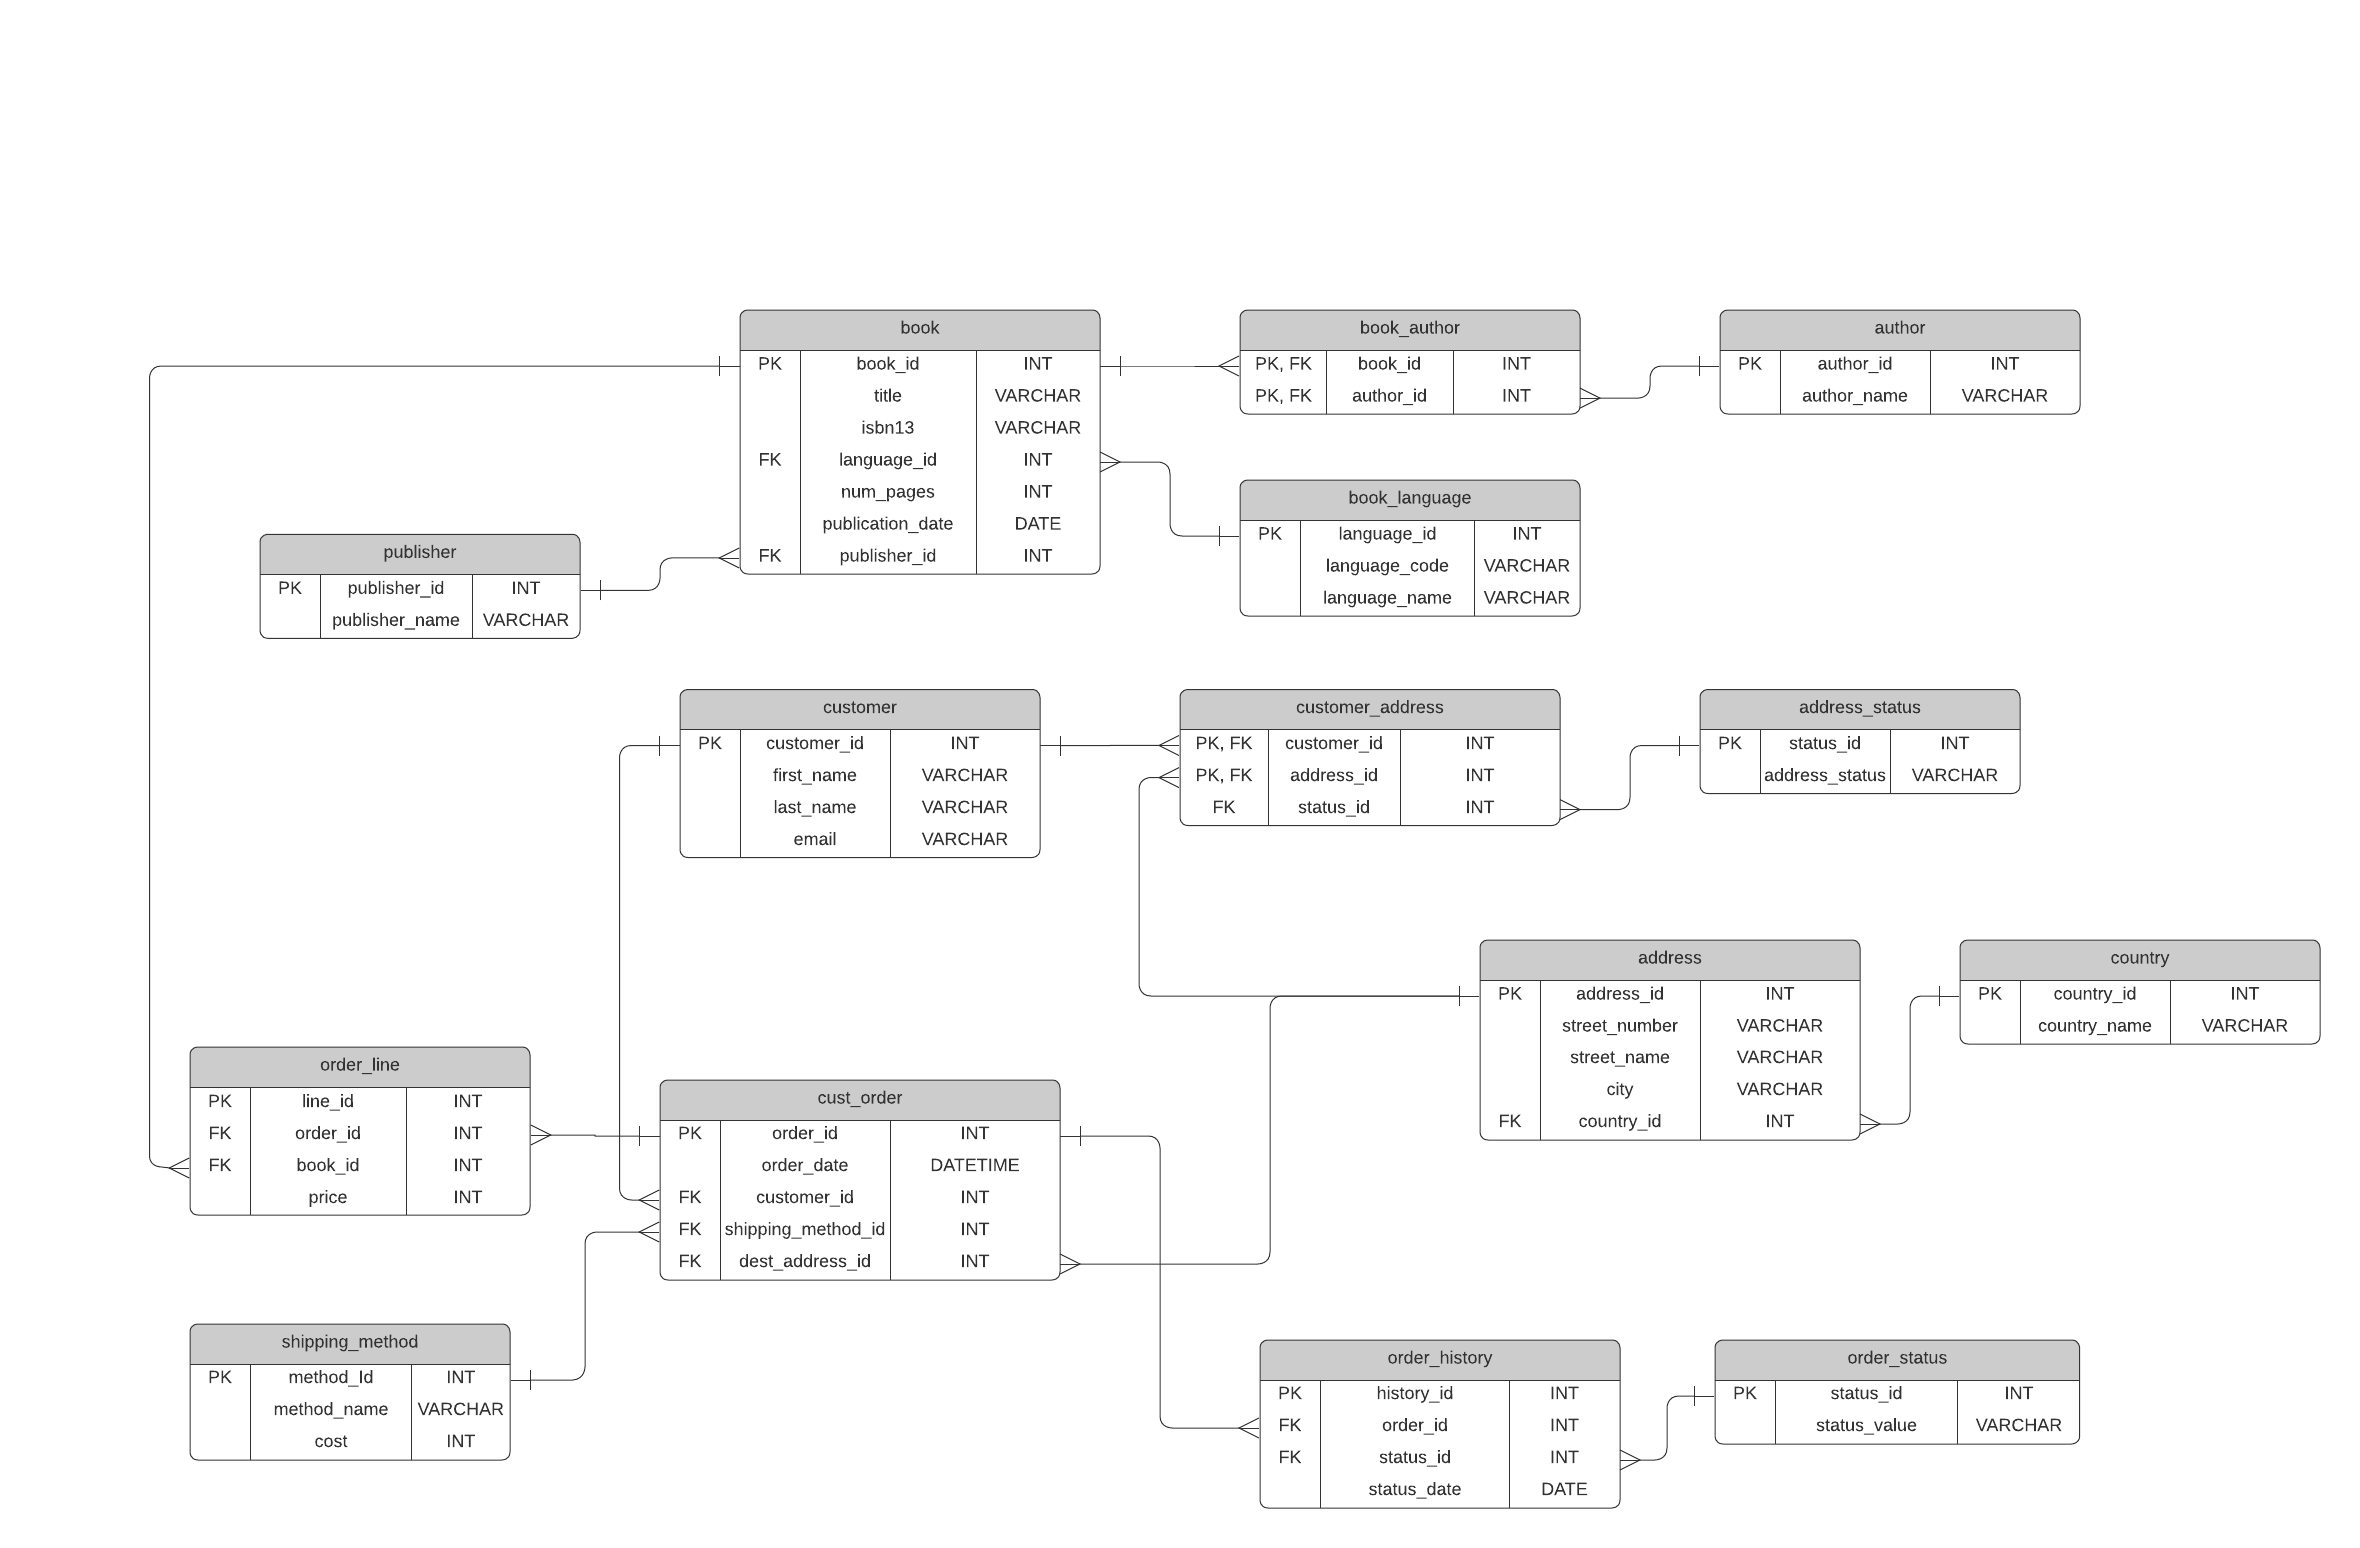 book
PK book_id INT
title VARCHAR
isbn13 VARCHAR
FK language_id INT
num_pages INT
publication_date DATE
FK publisher_id INT
book_author
PK, FK book_id INT
PK, FK author_id INT
author
PK author_id INT
author_name VARCHAR
book_language
PK language_id INT
language_code VARCHAR
language_name VARCHAR
publisher
PK publisher_id INT
publisher_name VARCHAR
customer
PK customer_id INT
first_name VARCHAR
last_name VARCHAR
email VARCHAR
customer_address
PK, FK customer_id INT
PK, FK address_id INT
FK status_id INT
address_status
PK status_id INT
address_status VARCHAR
address
PK address_id INT
street_number VARCHAR
street_name VARCHAR
city VARCHAR
FK country_id INT
country
PK country_id INT
country_name VARCHAR
order_line
PK line_id INT
FK order_id INT
FK book_id INT
price INT
cust_order
PK order_id INT
order_date DATETIME
FK customer_id INT
FK shipping_method_id INT
FK dest_address_id INT
shipping_method
PK method_Id INT
method_name VARCHAR
cost INT
order_history
PK history_id INT
FK order_id INT
FK status_id INT
status_date DATE
order_status
PK status_id INT
status_value VARCHAR